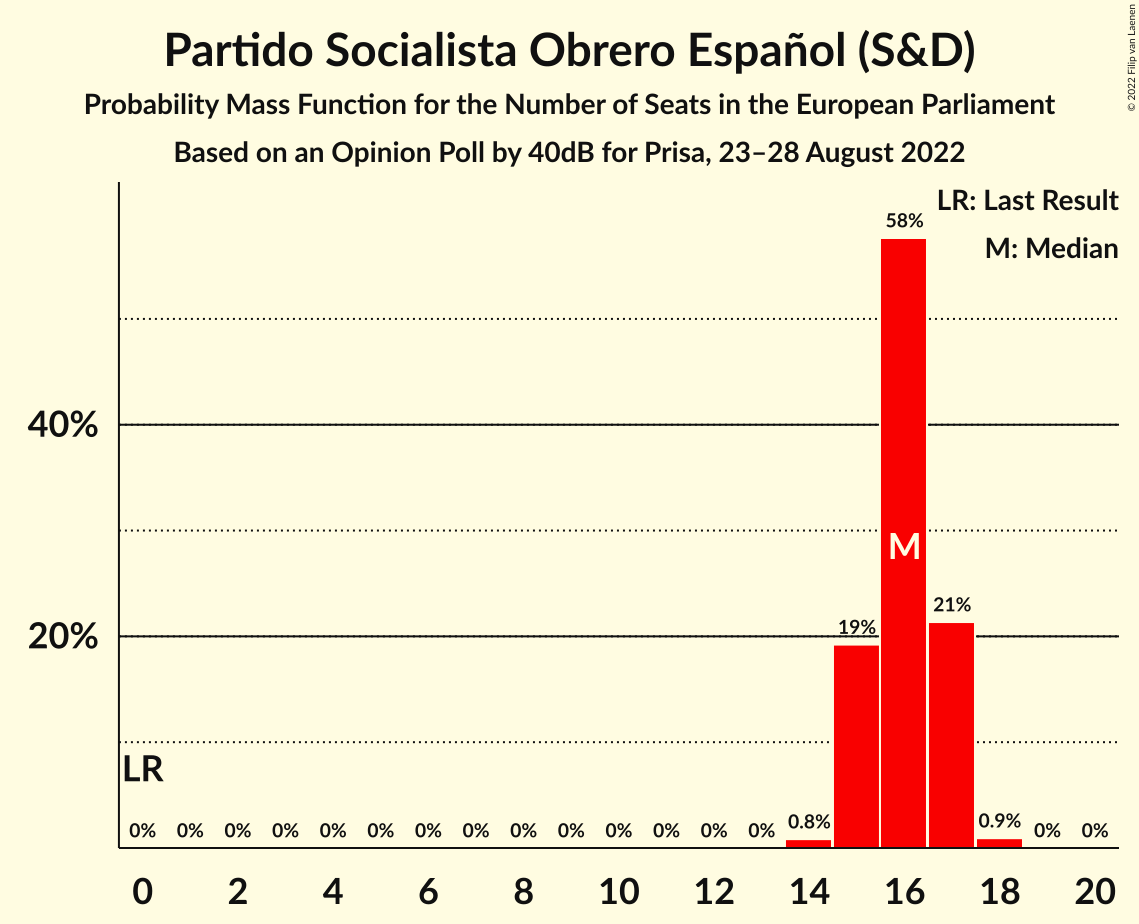 Partido Socialista Obrero Español (S&D)
Probability Mass Function for the Number of Seats in the European Parliament
Based on an Opinion Poll by 40dB for Prisa, 23–28 August 2022
© 2022 Filip van Laenen
LR: Last Result
M: Median
58%
40%
M
21%
19%
20%
LR
0% 0% 0% 0% 0% 0% 0% 0% 0% 0% 0% 0% 0% 0% 0.8% 0.9% 0% 0%
0 2 4 6 8 10 12 14 16 18 20